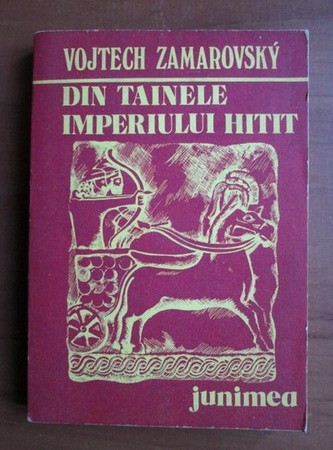 VOJTECH ZAMAROVSKÝ
DIN TAINELE
IMPERIULUI HITIT
junimea